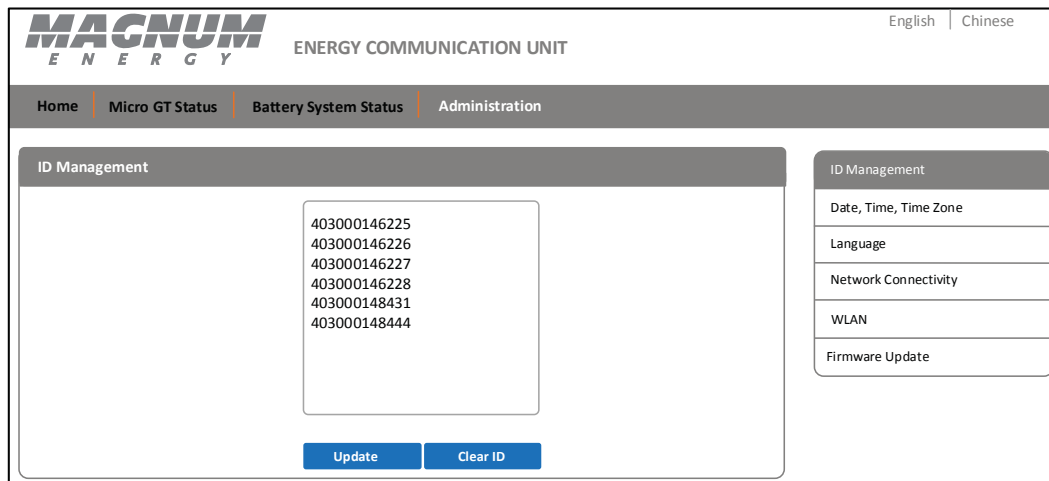 MAGNUM
ENERGY
ENERGY COMMUNICATION UNIT
English | Chinese
Home Micro GT Status Battery System Status Administration
ID Management
403000146225
403000146226
403000146227
403000146228
403000148431
403000148444
Update Clear ID
ID Management
Date, Time, Time Zone
Language
Network Connectivity
WLAN
Firmware Update